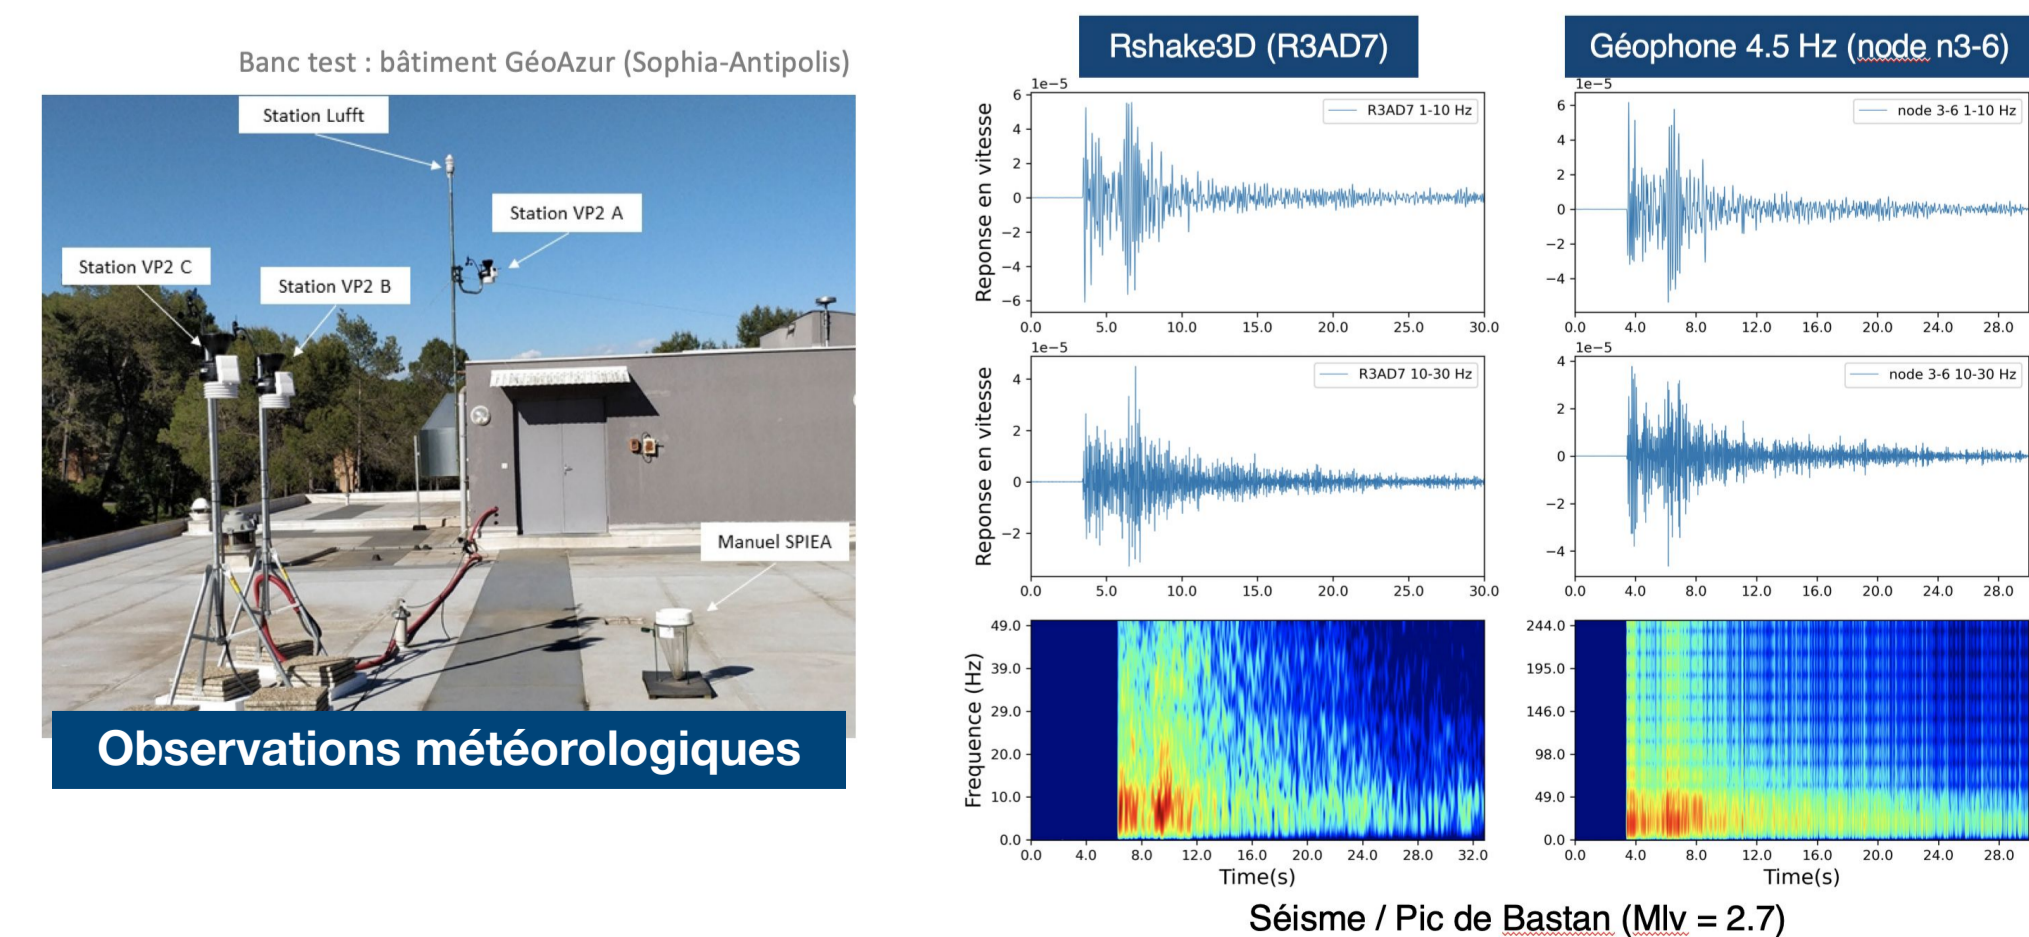 Banc test : bâtiment GéoAzur (Sophia-Antipolis)
Station Lufft
Station VP2 A
Station VP2 C
Station VP2 B
Manuel SPIEA
Observations météorologiques
Rshake3D (R3AD7)
1e−5
R3AD7 1-10 Hz
Reponse en vitesse
6
4
2
0
−2
−4
−6
0.0 5.0 10.0 15.0 20.0 25.0 30.0
1e−5
R3AD7 10-30 Hz
Reponse en vitesse
4
2
0
−2
0.0 5.0 10.0 15.0 20.0 25.0 30.0
Frequence (Hz)
49.0
39.0
29.0
20.0
10.0
0.0
0.0 4.0 8.0 12.0 16.0 20.0 24.0 28.0 32.0
Time(s)
Géophone 4.5 Hz (node n3-6)
1e−5
node 3-6 1-10 Hz
6
4
2
0
−2
−4
0.0 4.0 8.0 12.0 16.0 20.0 24.0 28.0
1e−5
node 3-6 10-30 Hz
4
2
0
−2
−4
0.0 4.0 8.0 12.0 16.0 20.0 24.0 28.0
244.0
195.0
146.0
98.0
49.0
0.0
0.0 4.0 8.0 12.0 16.0 20.0 24.0 28.0
Time(s)
Séisme / Pic de Bastan (Mlv = 2.7)